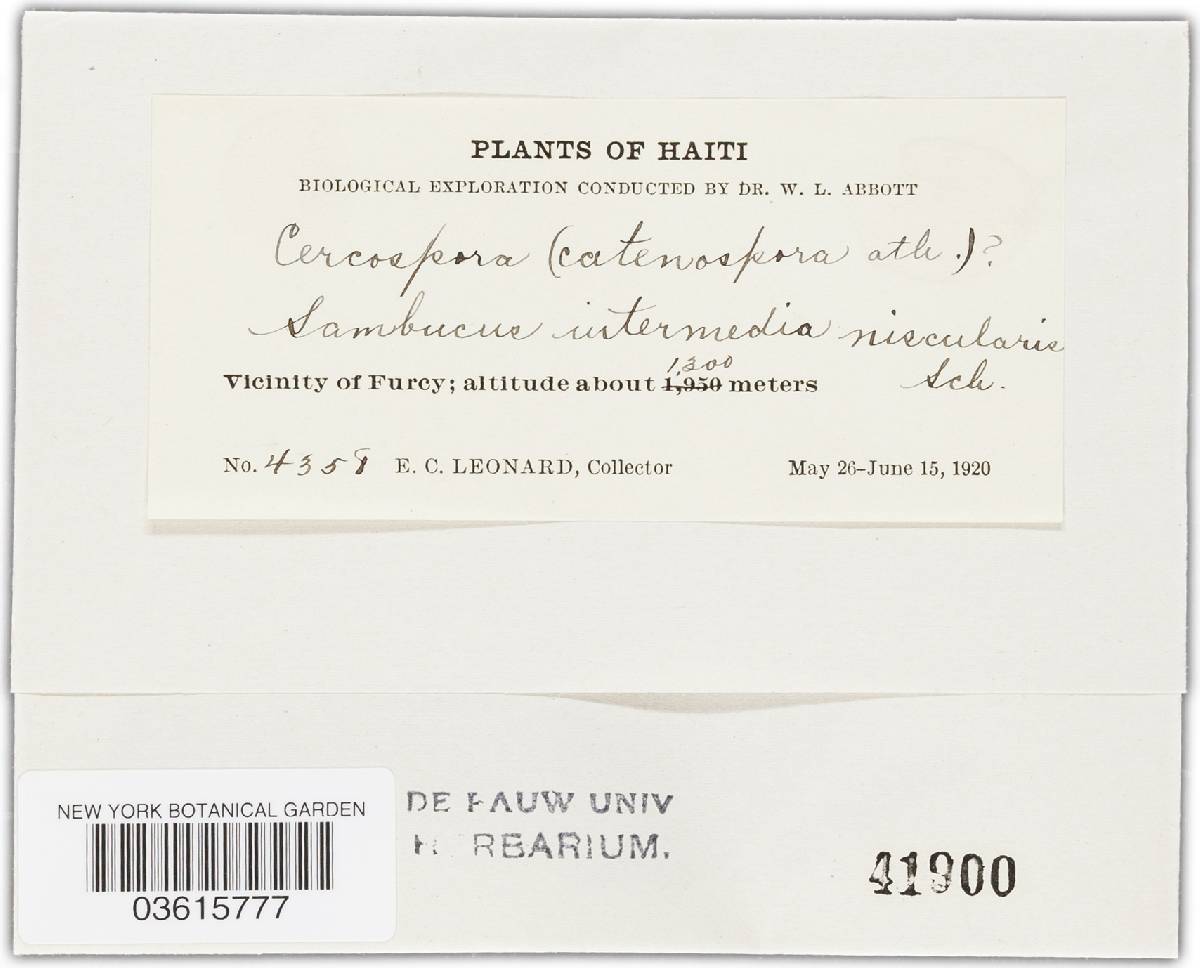 PLANTS OF HAITI
BIOLOGICAL EXPLORATION CONDUCTED BY DR. W. L. ABBOTT
Cercospora (catenospora atk.)?
Sambucus intermedia niscularis
Sch.
1,300
Vicinity of Furcy; altitude about 1,950 meters
No. 4358 E. C. LEONARD, Collector May 26–June 15, 1920
NEW YORK BOTANICAL GARDEN
03615777
DE PAUW UNIV
HERBARIUM.
41900